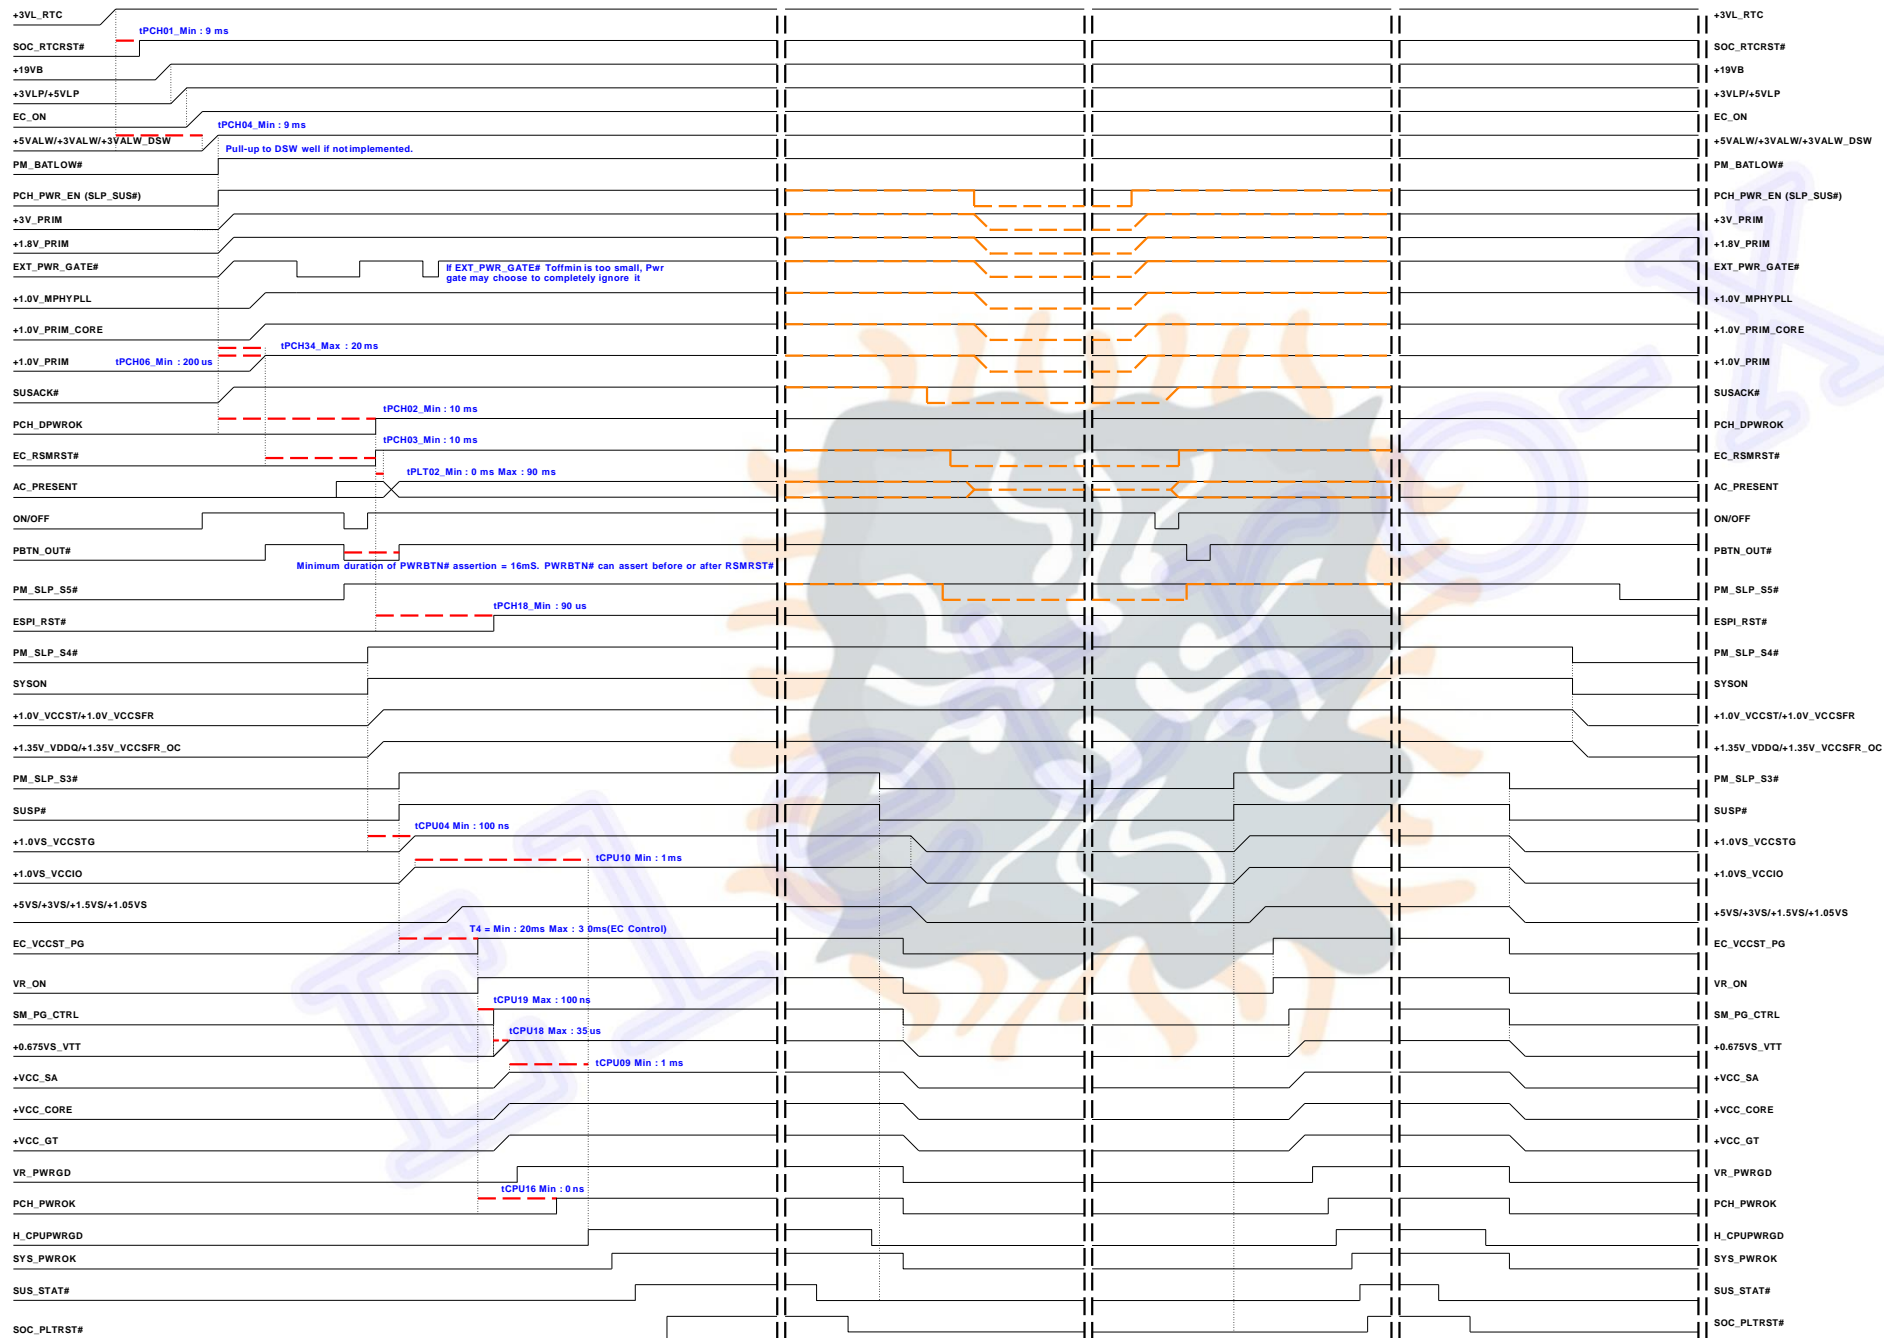 +3VL_RTC +3VL_RTC
tPCH01_Min : 9 ms
SOC_RTCRST# SOC_RTCRST#
+19VB +19VB
+3VLP/+5VLP +3VLP/+5VLP
EC_ON EC_ON
tPCH04_Min : 9 ms
+5VALW/+3VALW/+3VALW_DSW +5VALW/+3VALW/+3VALW_DSW
Pull-up to DSW well if not implemented.
PM_BATLOW# PM_BATLOW#
PCH_PWR_EN (SLP_SUS#) PCH_PWR_EN (SLP_SUS#)
+3V_PRIM +3V_PRIM
+1.8V_PRIM +1.8V_PRIM
EXT_PWR_GATE# EXT_PWR_GATE#
If EXT_PWR_GATE# Toffmin is too small, Pwr
gate may choose to completely ignore it
+1.0V_MPHYPLL +1.0V_MPHYPLL
+1.0V_PRIM_CORE +1.0V_PRIM_CORE
tPCH34_Max : 20 ms
+1.0V_PRIM tPCH06_Min : 200 us +1.0V_PRIM
SUSACK# SUSACK#
tPCH02_Min : 10 ms
PCH_DPWROK PCH_DPWROK
tPCH03_Min : 10 ms
EC_RSMRST# EC_RSMRST#
tPLT02_Min : 0 ms Max : 90 ms
AC_PRESENT AC_PRESENT
ON/OFF ON/OFF
PBTN_OUT# PBTN_OUT#
Minimum duration of PWRBTN# assertion = 16mS. PWRBTN# can assert before or after RSMRST#
PM_SLP_S5# PM_SLP_S5#
tPCH18_Min : 90 us
ESPI_RST# ESPI_RST#
PM_SLP_S4# PM_SLP_S4#
SYSON SYSON
+1.0V_VCCST/+1.0V_VCCSFR +1.0V_VCCST/+1.0V_VCCSFR
+1.35V_VDDQ/+1.35V_VCCSFR_OC +1.35V_VDDQ/+1.35V_VCCSFR_OC
PM_SLP_S3# PM_SLP_S3#
SUSP# SUSP#
tCPU04 Min : 100 ns
+1.0VS_VCCSTG +1.0VS_VCCSTG
tCPU10 Min : 1 ms
+1.0VS_VCCIO +1.0VS_VCCIO
+5VS/+3VS/+1.5VS/+1.05VS +5VS/+3VS/+1.5VS/+1.05VS
T4 = Min : 20ms Max : 3 0ms(EC Control)
EC_VCCST_PG EC_VCCST_PG
VR_ON VR_ON
tCPU19 Max : 100 ns
SM_PG_CTRL SM_PG_CTRL
tCPU18 Max : 35 us
+0.675VS_VTT +0.675VS_VTT
tCPU09 Min : 1 ms
+VCC_SA +VCC_SA
+VCC_CORE +VCC_CORE
+VCC_GT +VCC_GT
VR_PWRGD VR_PWRGD
tCPU16 Min : 0 ns
PCH_PWROK PCH_PWROK
H_CPUPWRGD H_CPUPWRGD
SYS_PWROK SYS_PWROK
SUS_STAT# SUS_STAT#
SOC_PLTRST# SOC_PLTRST#